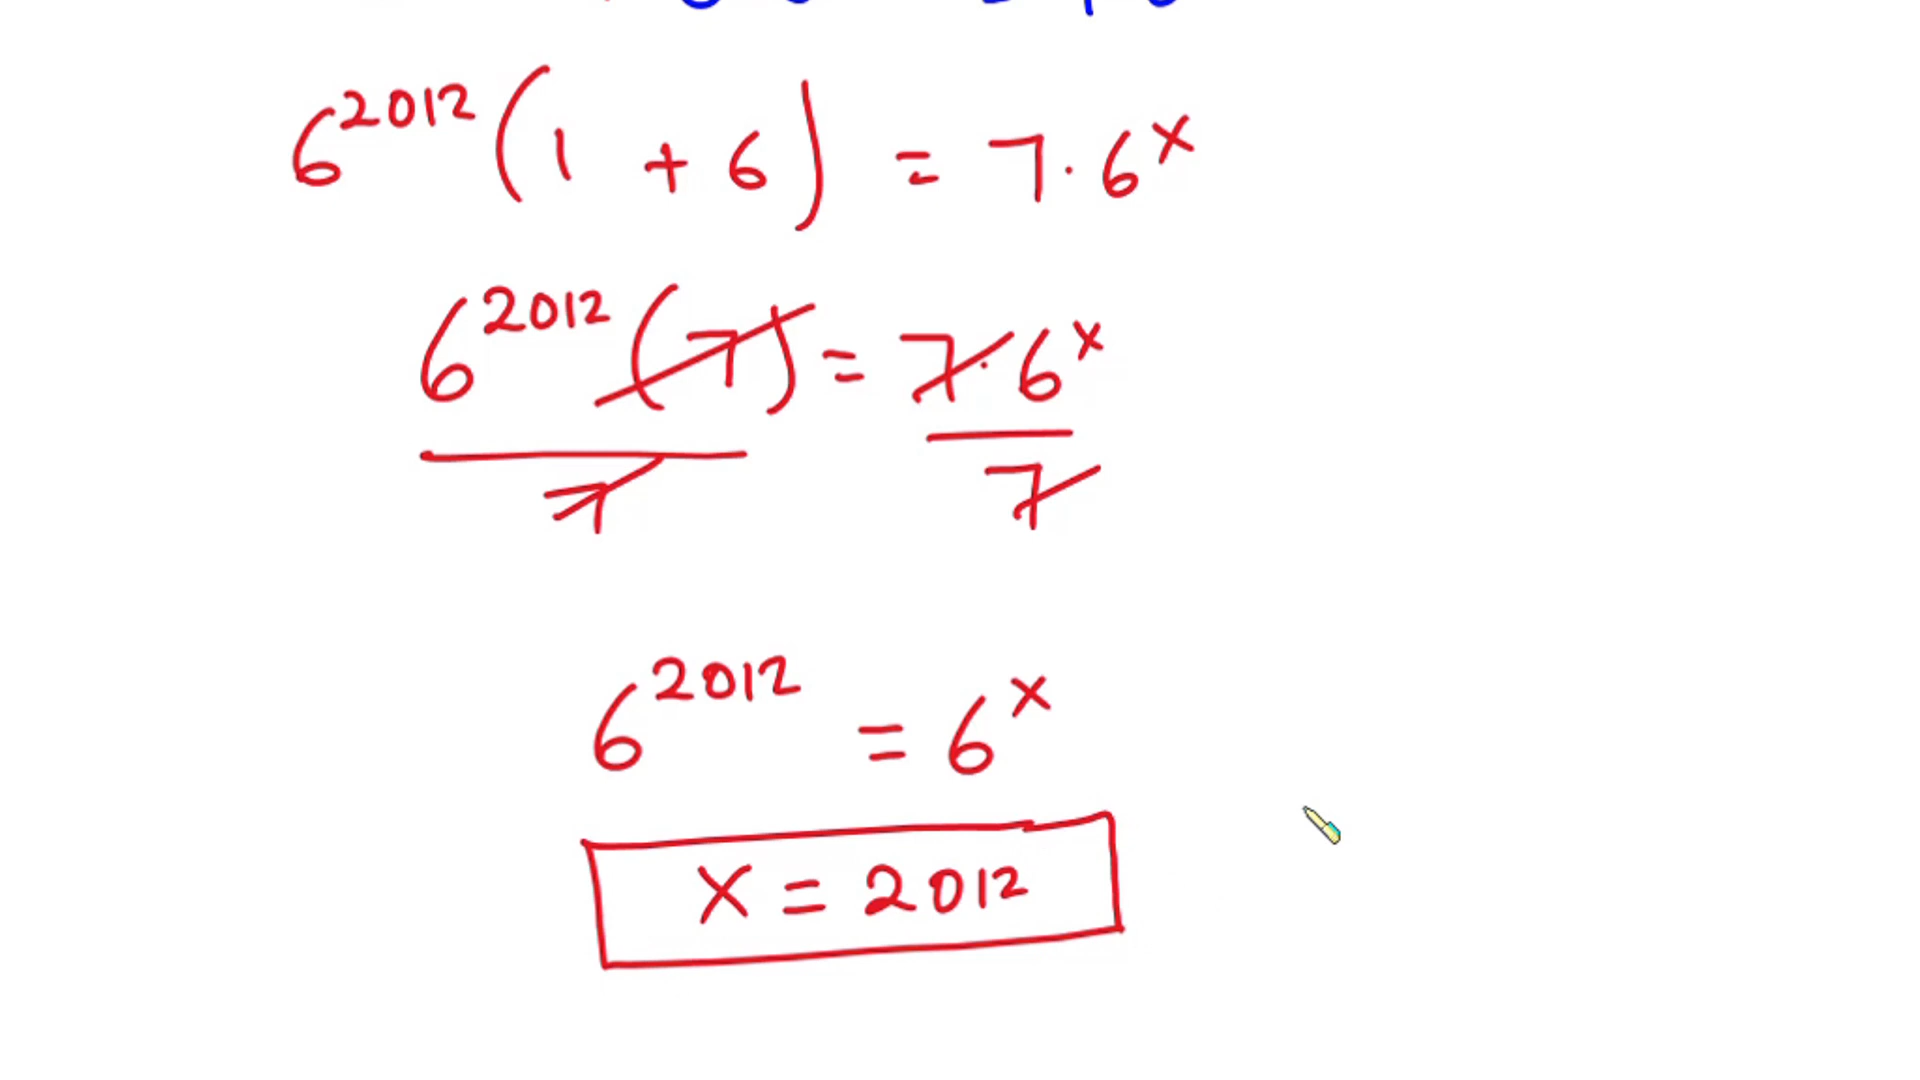 6^2012 (1 + 6) = 7 · 6^x
6^2012 (7) = 7 · 6^x
7 7
6^2012 = 6^x
x = 2012